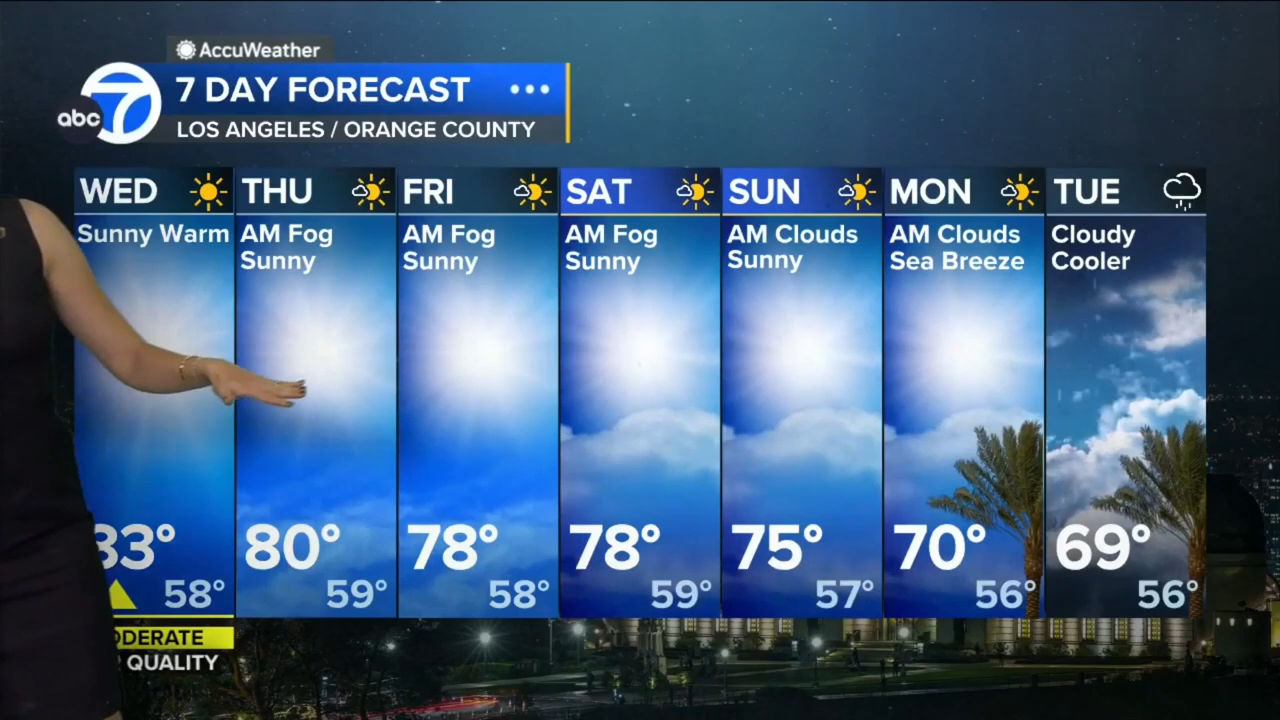 AccuWeather
abc 7
7 DAY FORECAST
LOS ANGELES / ORANGE COUNTY
WED
THU
FRI
SAT
SUN
MON
TUE
Sunny Warm
AM Fog
Sunny
AM Fog
Sunny
AM Fog
Sunny
AM Clouds
Sunny
AM Clouds
Sea Breeze
Cloudy
Cooler
83°
80°
78°
78°
75°
70°
69°
58°
59°
58°
59°
57°
56°
56°
QUALITY